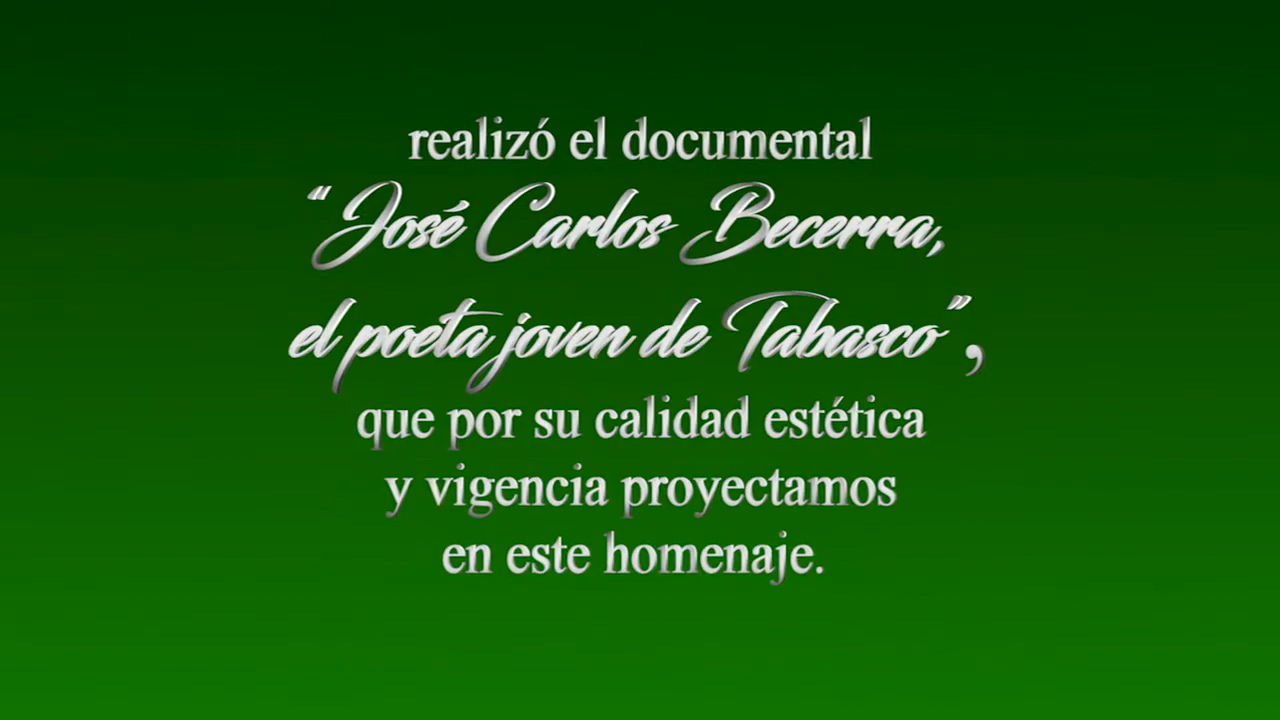 realizó el documental
“José Carlos Becerra,
el poeta joven de Tabasco”,
que por su calidad estética
y vigencia proyectamos
en este homenaje.